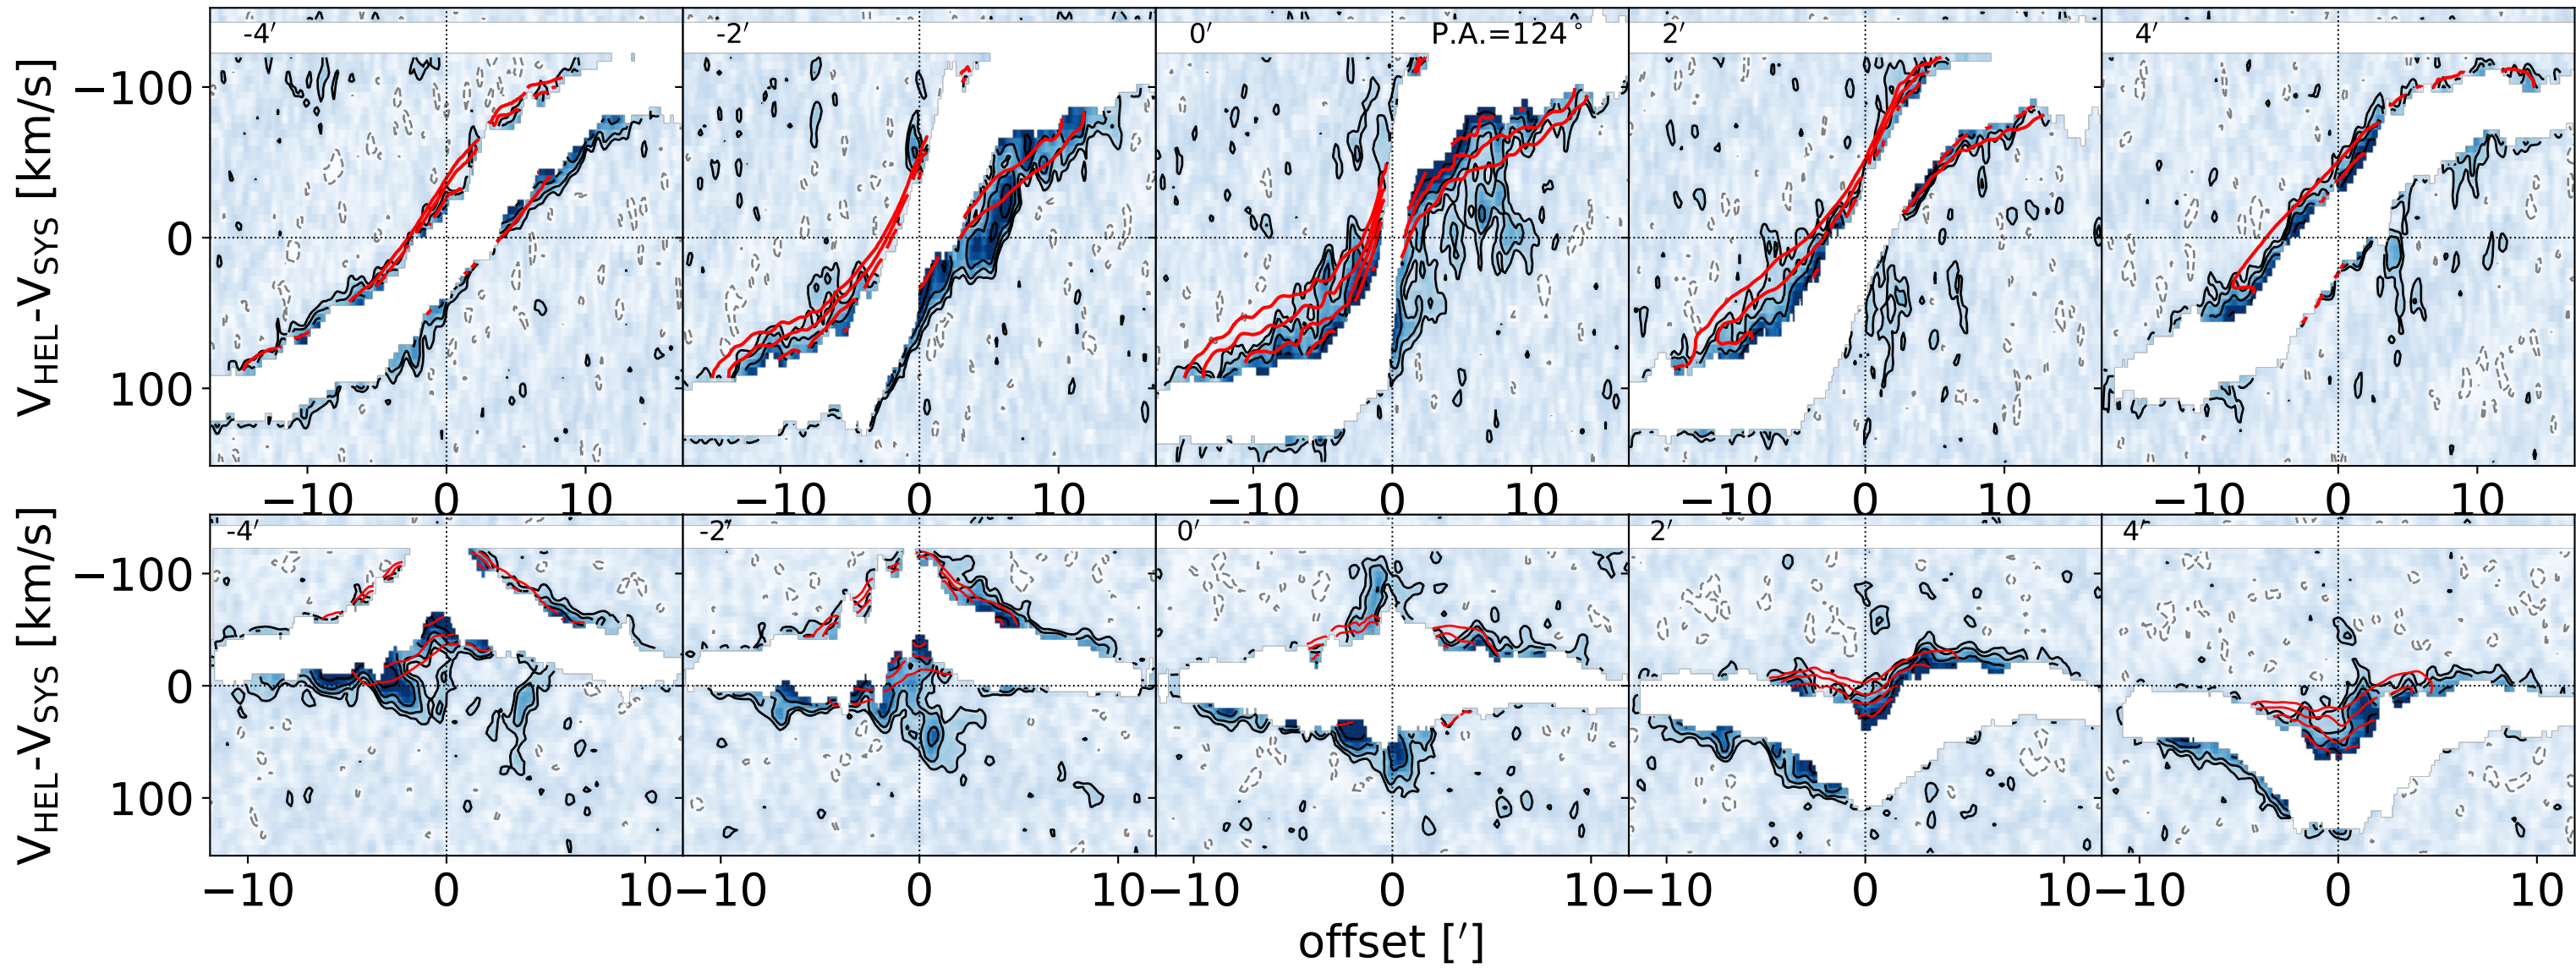 -4′ -2′ 0′ P.A.=124° 2′ 4′
V_HEL-V_SYS [km/s]
−100
0
100
−10 0 10 −10 0 10 −10 0 10 −10 0 10 −10 0 10
-4′ -2′ 0′ 2′ 4′
V_HEL-V_SYS [km/s]
−100
0
100
−10 0 10 −10 0 10 −10 0 10 −10 0 10 −10 0 10
offset [′]